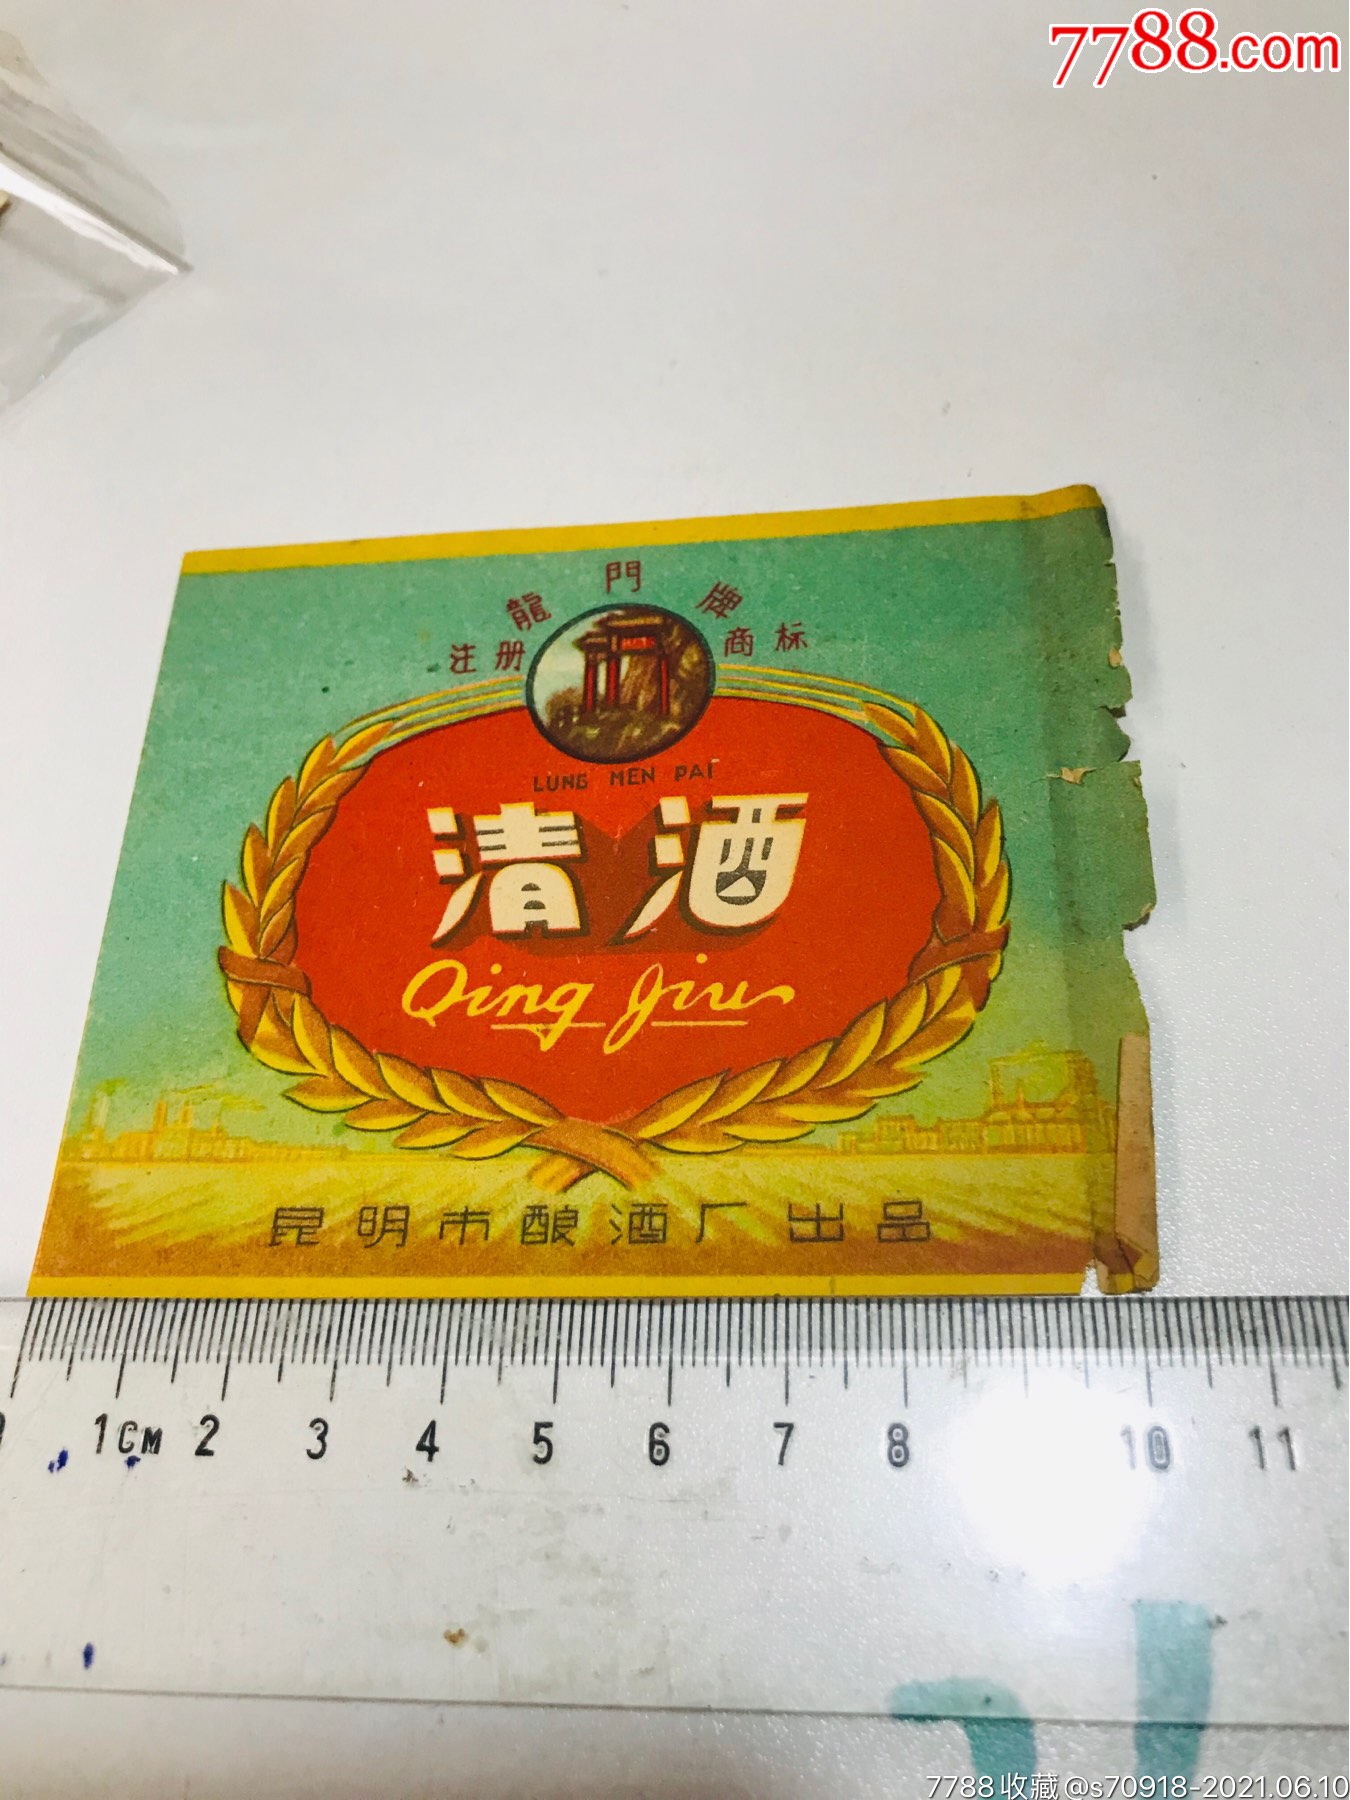 7788.com
龍門牌
注册 商标
LUNG MEN PAI
清酒
Qing Jiu
昆明市酿酒厂出品
1CM 2 3 4 5 6 7 8 10 11
7788收藏@s70918-2021.06.10